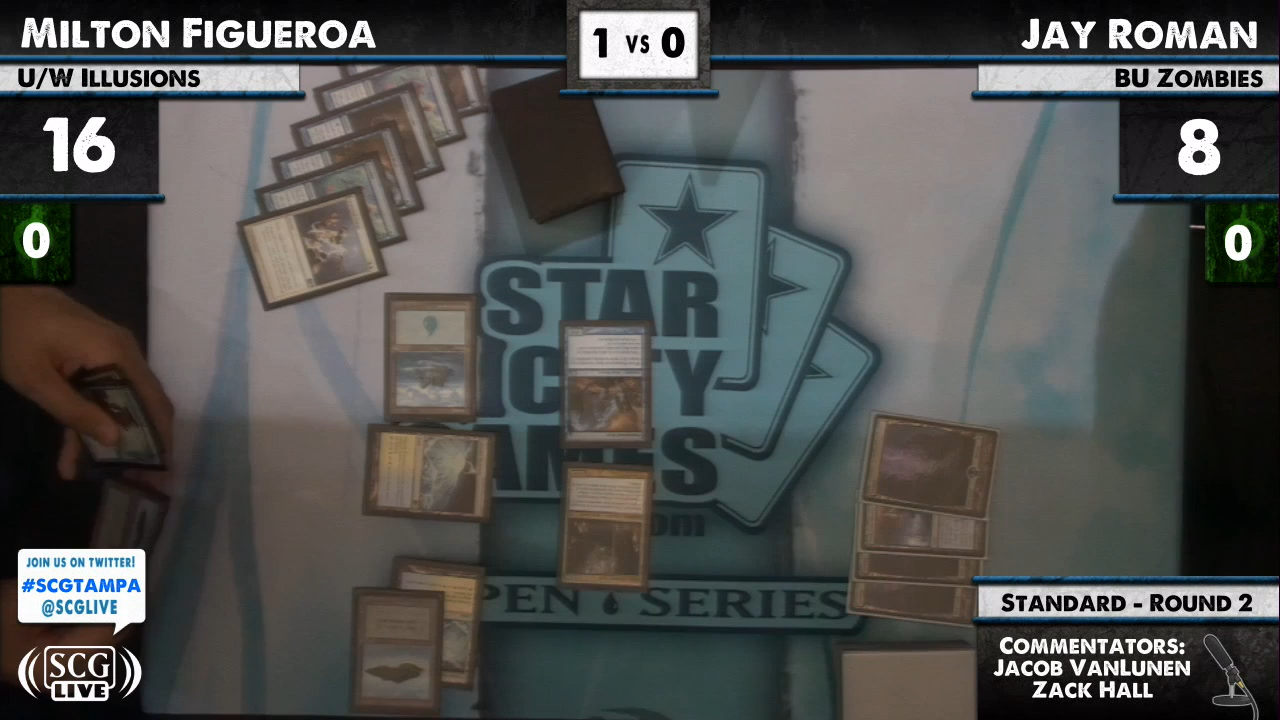 MILTON FIGUEROA
1 VS 0
JAY ROMAN
U/W ILLUSIONS
BU ZOMBIES
16
8
0
0
STAR
CITY
GAMES
.com
OPEN SERIES
JOIN US ON TWITTER!
#SCGTAMPA
@SCGLIVE
SCG
LIVE
STANDARD - ROUND 2
COMMENTATORS:
JACOB VANLUNEN
ZACK HALL